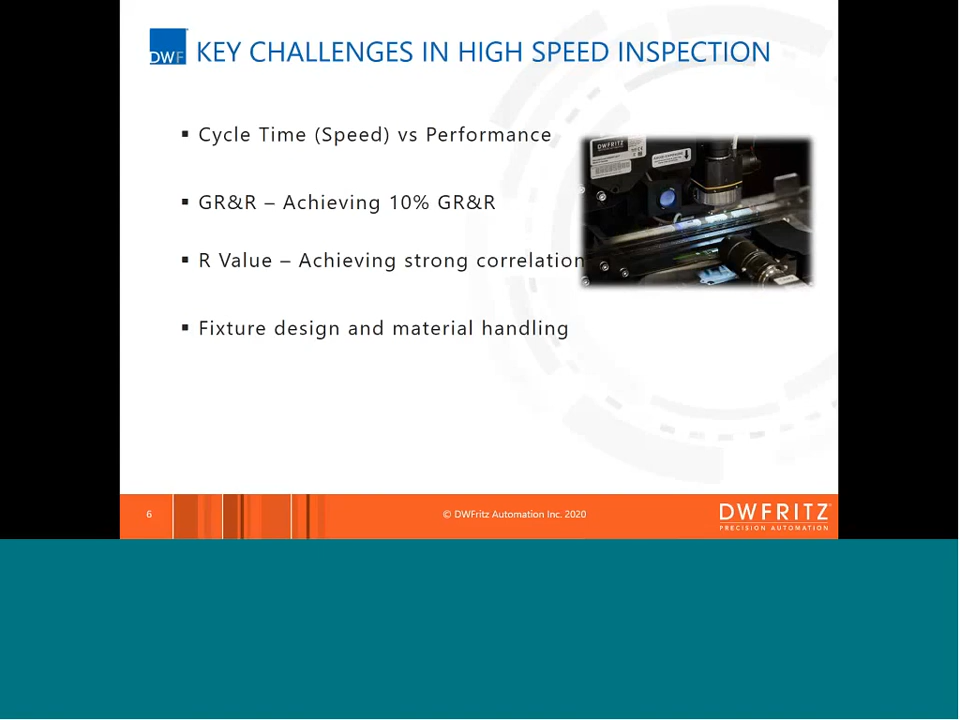 DWF
KEY CHALLENGES IN HIGH SPEED INSPECTION
▪ Cycle Time (Speed) vs Performance
▪ GR&R – Achieving 10% GR&R
▪ R Value – Achieving strong correlation
▪ Fixture design and material handling
DWFRITZ
6
© DWFritz Automation Inc. 2020
DWFRITZ
PRECISION AUTOMATION